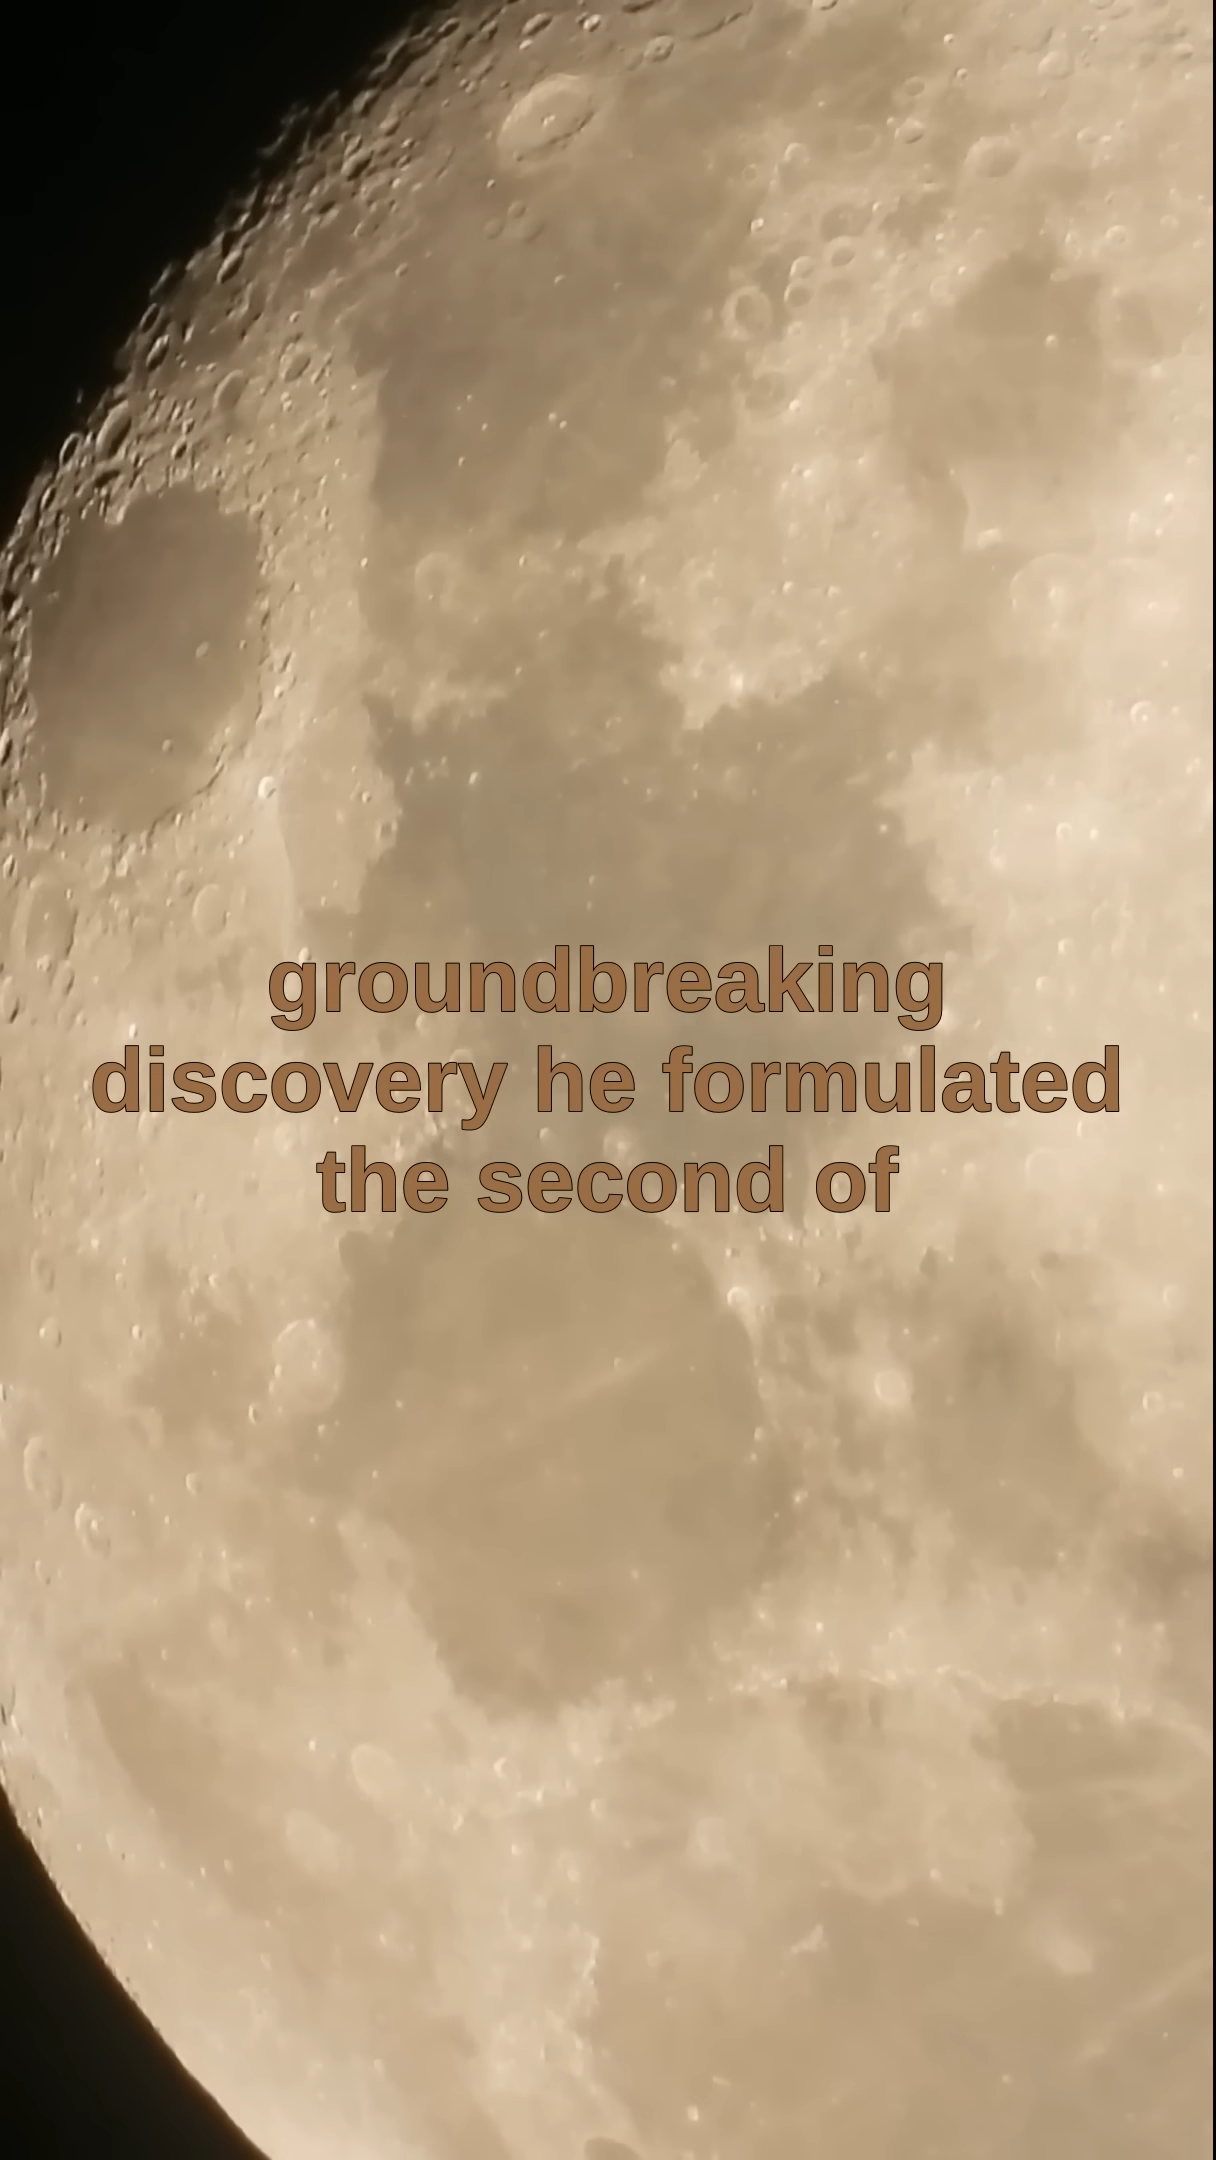 groundbreaking
discovery he formulated
the second of